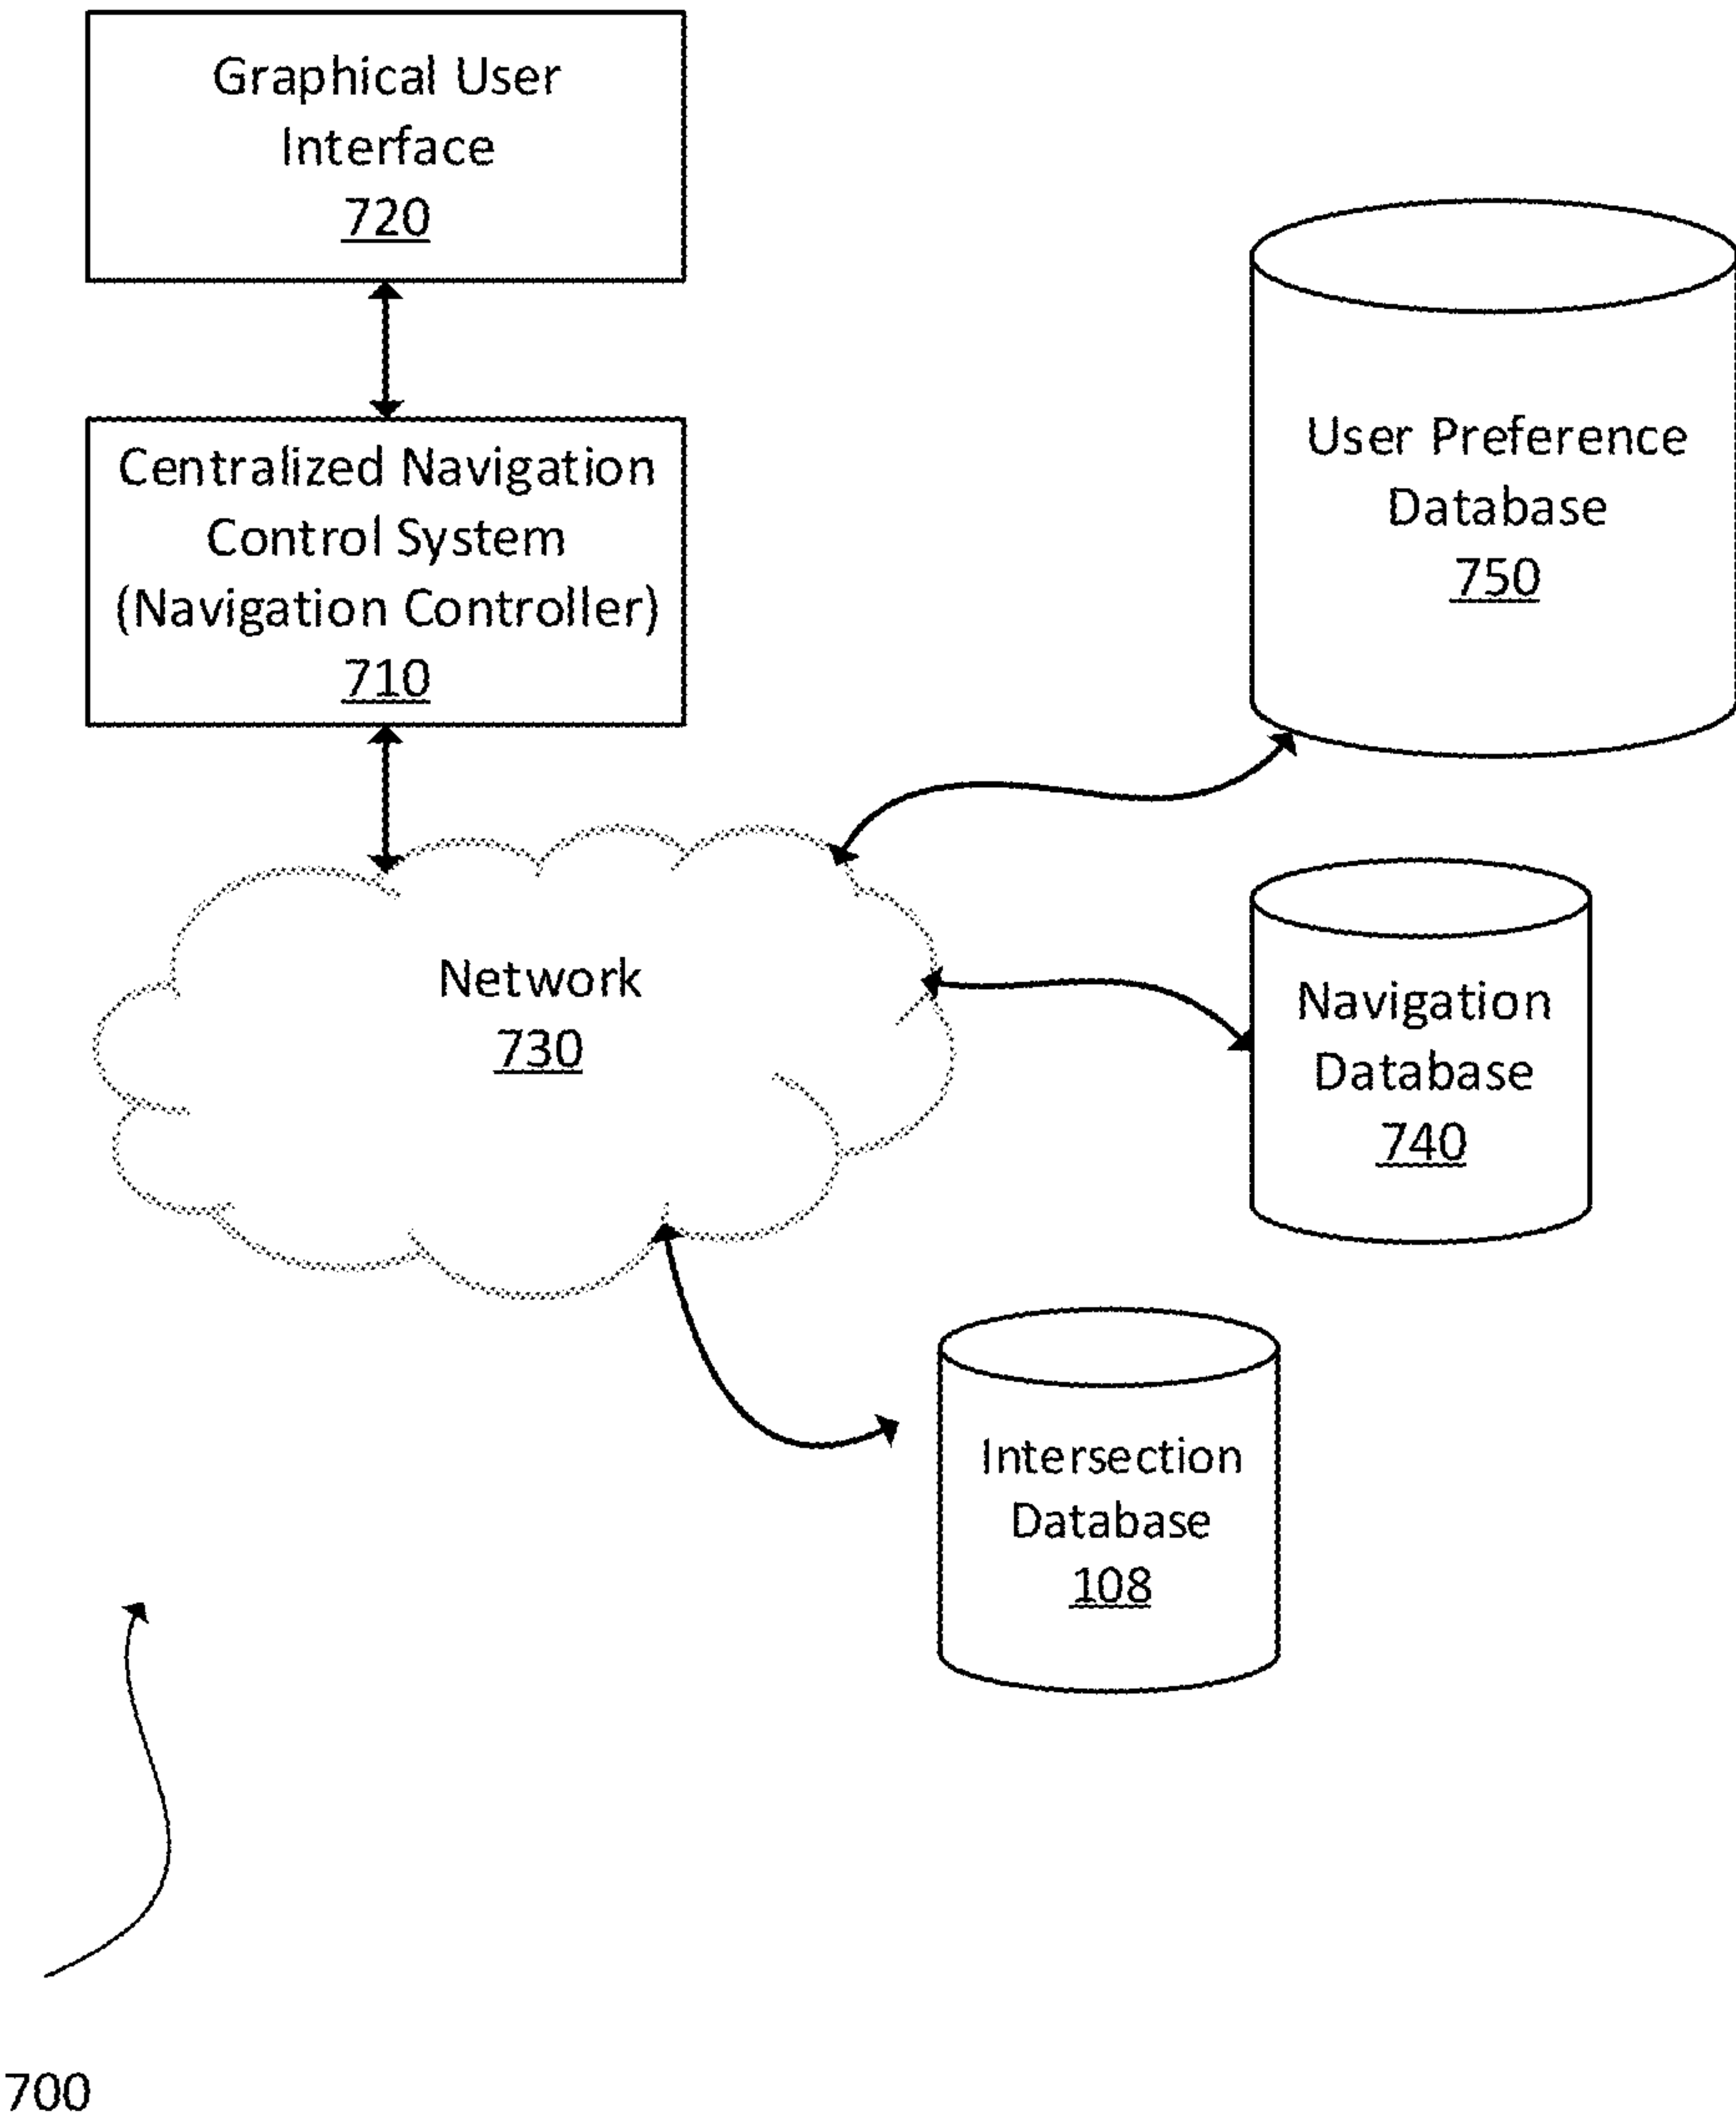 Graphical User
Interface
720
Centralized Navigation
Control System
(Navigation Controller)
710
User Preference
Database
750
Network
730
Navigation
Database
740
Intersection
Database
108
700